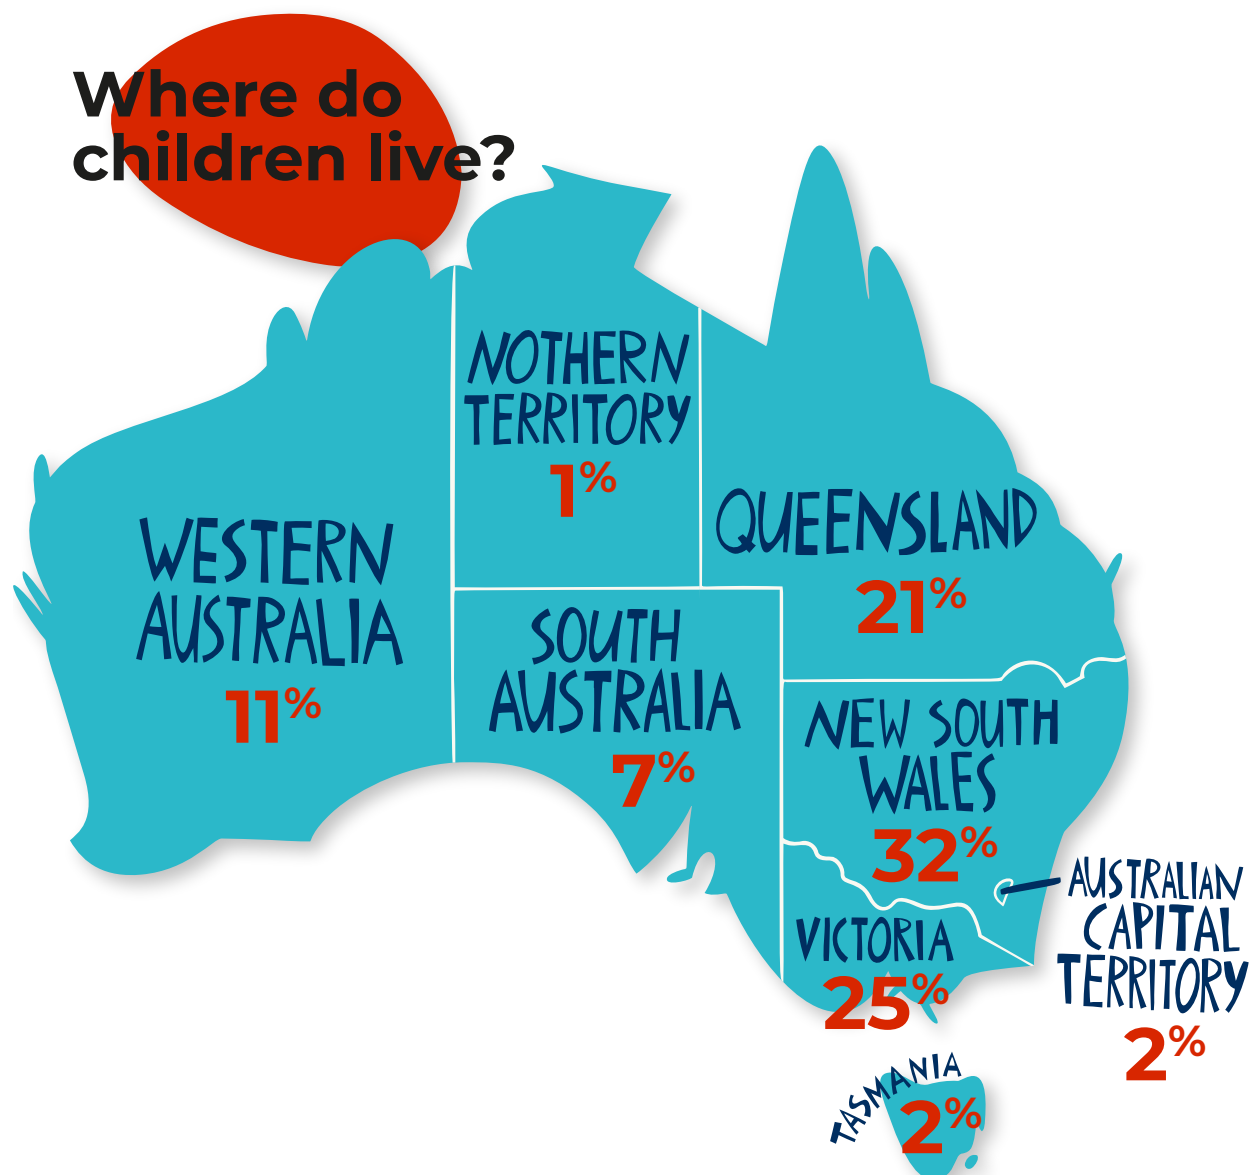 Where do
children live?
NOTHERN
TERRITORY
1%
QUEENSLAND
21%
WESTERN
AUSTRALIA
11%
SOUTH
AUSTRALIA
7%
NEW SOUTH
WALES
32%
AUSTRALIAN
CAPITAL
TERRITORY
2%
VICTORIA
25%
TASMANIA
2%